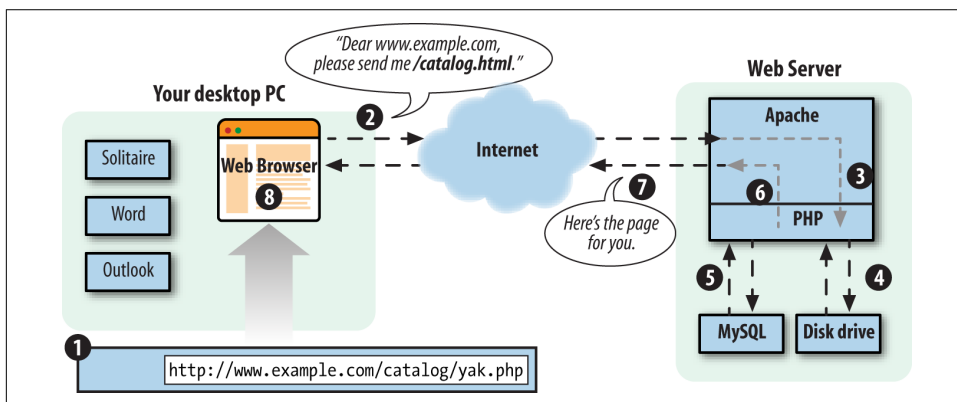 "Dear www.example.com,
please send me /catalog.html."
Your desktop PC
Web Server
2
Apache
Solitaire
Web Browser
Internet
8
3
6
7
Word
PHP
Here's the page
for you.
Outlook
5
4
MySQL
Disk drive
1
http://www.example.com/catalog/yak.php